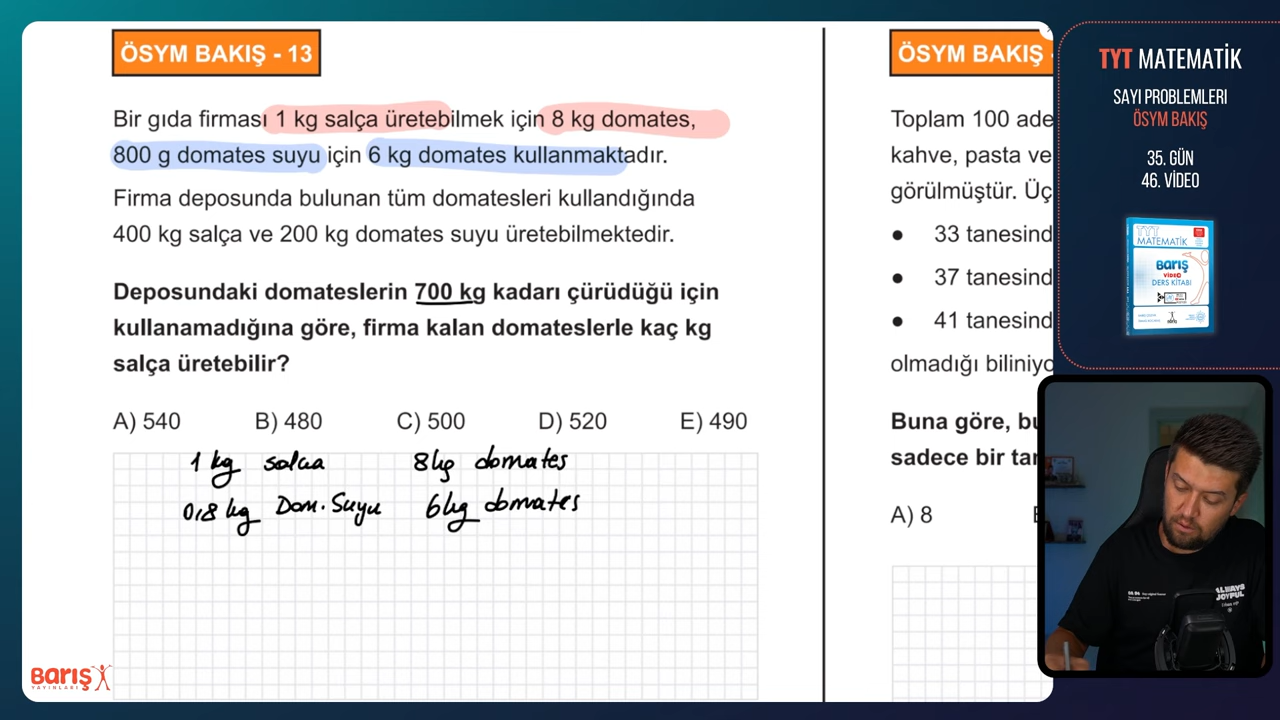 ÖSYM BAKIŞ - 13
Bir gıda firması 1 kg salça üretebilmek için 8 kg domates,
800 g domates suyu için 6 kg domates kullanmaktadır.
Firma deposunda bulunan tüm domatesleri kullandığında
400 kg salça ve 200 kg domates suyu üretebilmektedir.
Deposundaki domateslerin 700 kg kadarı çürüdüğü için
kullanamadığına göre, firma kalan domateslerle kaç kg
salça üretebilir?
A) 540 B) 480 C) 500 D) 520 E) 490
1 kg salça 8kg domates
0,8 kg Dom. Suyu 6kg domates
BARIŞ
YAYINLARI
ÖSYM BAKIŞ
Toplam 100 ade
kahve, pasta ve
görülmüştür. Üç
• 33 tanesind
• 37 tanesind
• 41 tanesind
olmadığı biliniyo
Buna göre, bu
sadece bir tar
A) 8
TYT MATEMATİK
SAYI PROBLEMLERI
ÖSYM BAKIŞ
35. GÜN
46. VİDEO
TYT
MATEMATİK
BARIŞ
VİDEO
DERS KİTABI
ALWAYS
JOYFUL